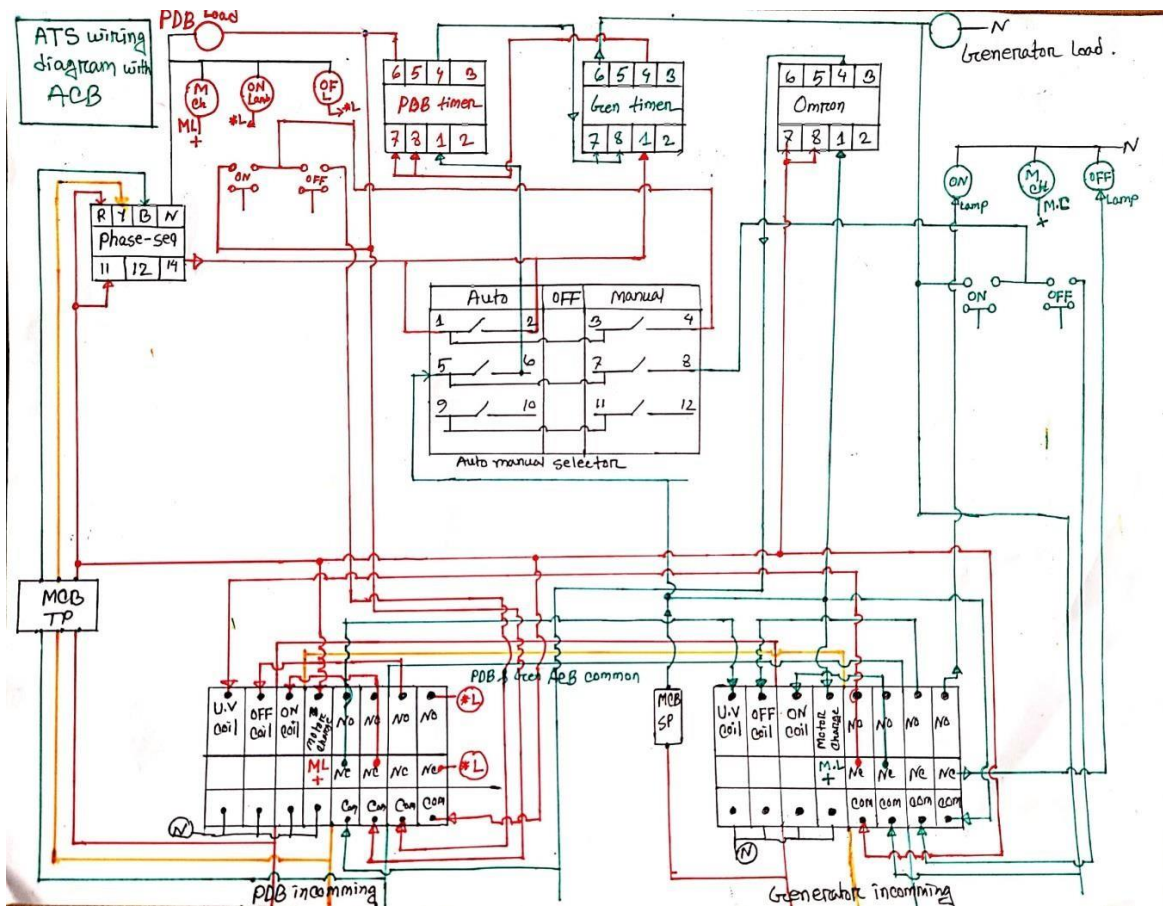 ATS wiring
diagram with
ACB
PDB Load
N
Generator Load.
M
CH
ML
+
ON
Lamb
*L
OF
L
*L
6 5 4 3
PDB timer
7 8 1 2
6 5 4 3
Gen timer
7 8 1 2
6 5 4 3
Omron
7 8 1 2
N
ON
Lamp
M
CH
M.C
+
OFF
Lamp
ON
OFF
ON
OFF
R Y B N
Phase-seq
11 12 14
Auto OFF Manual
1 2 3 4
5 6 7 8
9 10 11 12
Auto manual selector
MCB
TP
PDB & Gen ACB common
MCB
SP
U.V
coil
OFF
coil
ON
coil
Motor
charge
NO NO NO NO
*L
ML
+
NC NC NC NC
*L
Com Com Com Com
N
PDB incomming
U.V
coil
OFF
coil
ON
coil
Motor
Charge
NO NO NO NO
M.L
+
NC NC NC NC
COM COM COM COM
N
Generator incomming